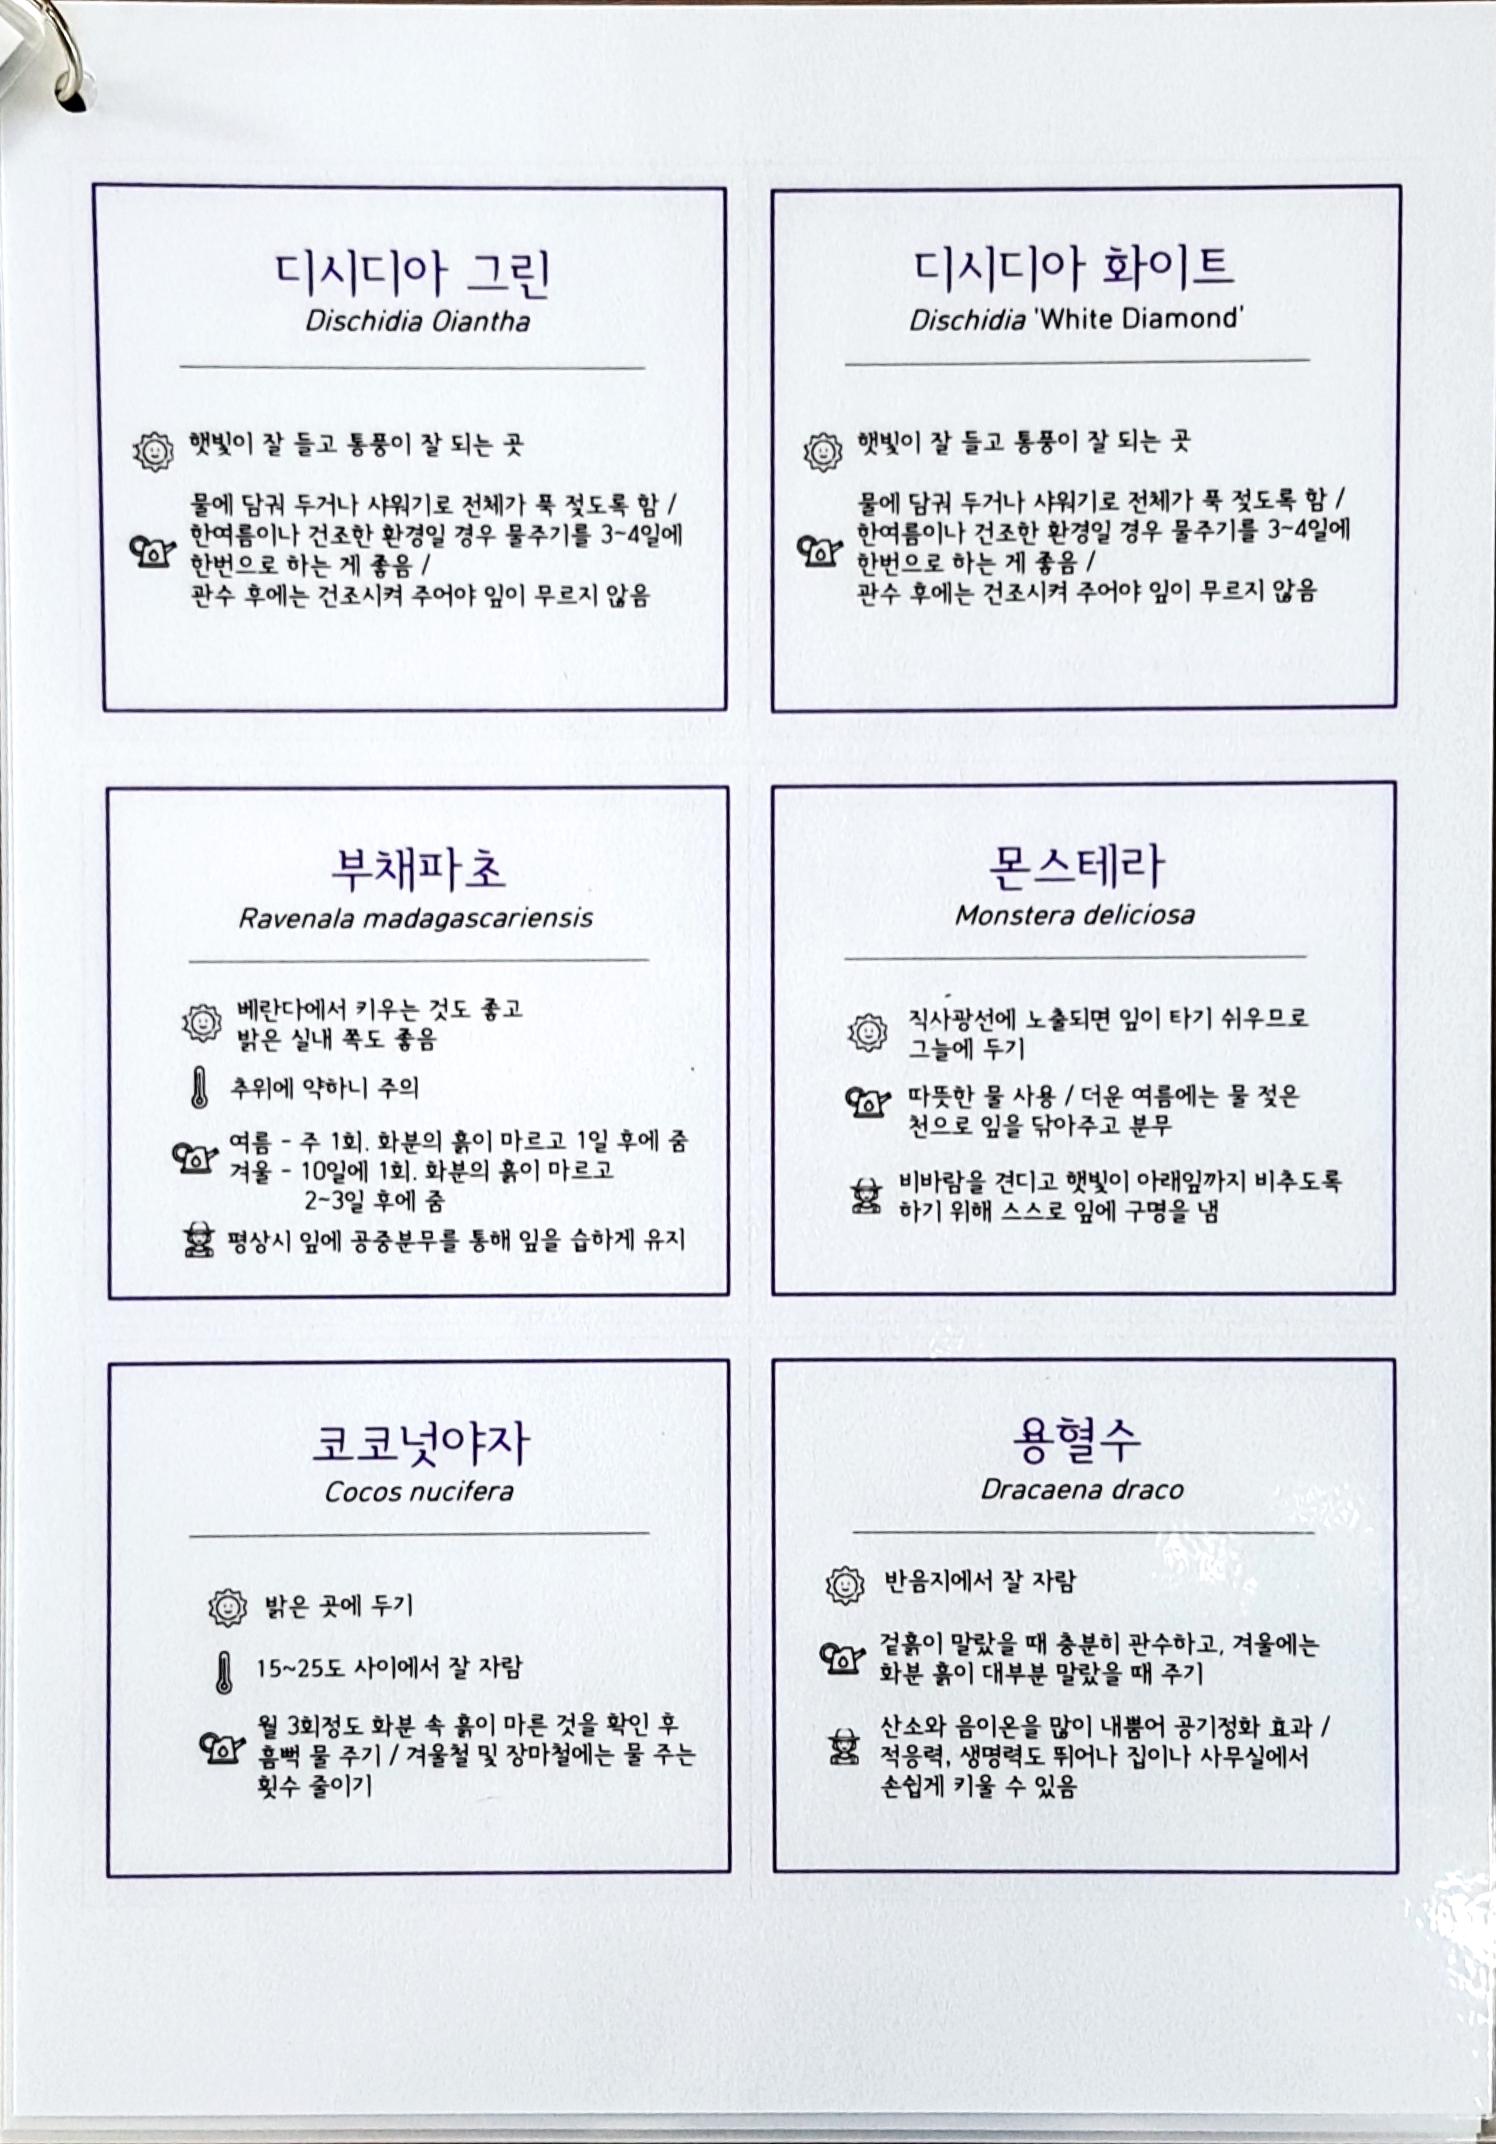 디시디아 그린
Dischidia Oiantha
햇빛이 잘 들고 통풍이 잘 되는 곳
물에 담궈 두거나 샤워기로 전체가 푹 젖도록 함 /
한여름이나 건조한 환경일 경우 물주기를 3~4일에
한번으로 하는 게 좋음 /
관수 후에는 건조시켜 주어야 잎이 무르지 않음
디시디아 화이트
Dischidia 'White Diamond'
햇빛이 잘 들고 통풍이 잘 되는 곳
물에 담궈 두거나 샤워기로 전체가 푹 젖도록 함 /
한여름이나 건조한 환경일 경우 물주기를 3~4일에
한번으로 하는 게 좋음 /
관수 후에는 건조시켜 주어야 잎이 무르지 않음
부채파초
Ravenala madagascariensis
베란다에서 키우는 것도 좋고
밝은 실내 쪽도 좋음
추위에 약하니 주의
여름 - 주 1회. 화분의 흙이 마르고 1일 후에 줌
겨울 - 10일에 1회. 화분의 흙이 마르고
2~3일 후에 줌
평상시 잎에 공중분무를 통해 잎을 습하게 유지
몬스테라
Monstera deliciosa
직사광선에 노출되면 잎이 타기 쉬우므로
그늘에 두기
따뜻한 물 사용 / 더운 여름에는 물 젖은
천으로 잎을 닦아주고 분무
비바람을 견디고 햇빛이 아래잎까지 비추도록
하기 위해 스스로 잎에 구멍을 냄
코코넛야자
Cocos nucifera
밝은 곳에 두기
15~25도 사이에서 잘 자람
월 3회정도 화분 속 흙이 마른 것을 확인 후
흠뻑 물 주기 / 겨울철 및 장마철에는 물 주는
횟수 줄이기
용혈수
Dracaena draco
반음지에서 잘 자람
겉흙이 말랐을 때 충분히 관수하고, 겨울에는
화분 흙이 대부분 말랐을 때 주기
산소와 음이온을 많이 내뿜어 공기정화 효과 /
적응력, 생명력도 뛰어나 집이나 사무실에서
손쉽게 키울 수 있음